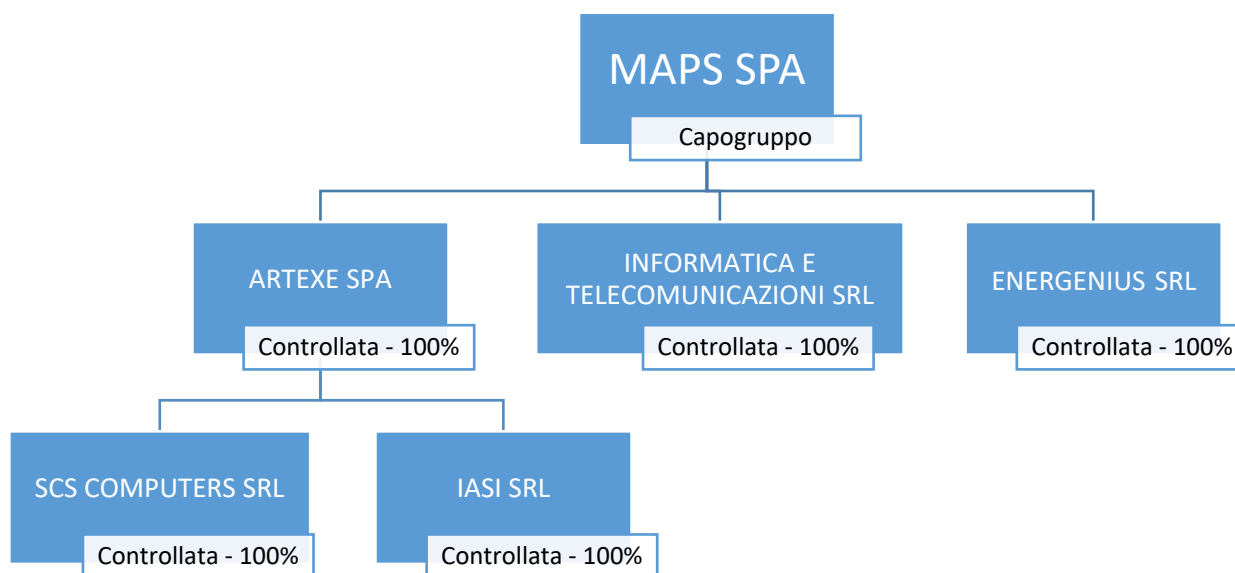 MAPS SPA
Capogruppo
ARTEXE SPA
Controllata - 100%
INFORMATICA E
TELECOMUNICAZIONI SRL
Controllata - 100%
ENERGENIUS SRL
Controllata - 100%
SCS COMPUTERS SRL
Controllata - 100%
IASI SRL
Controllata - 100%